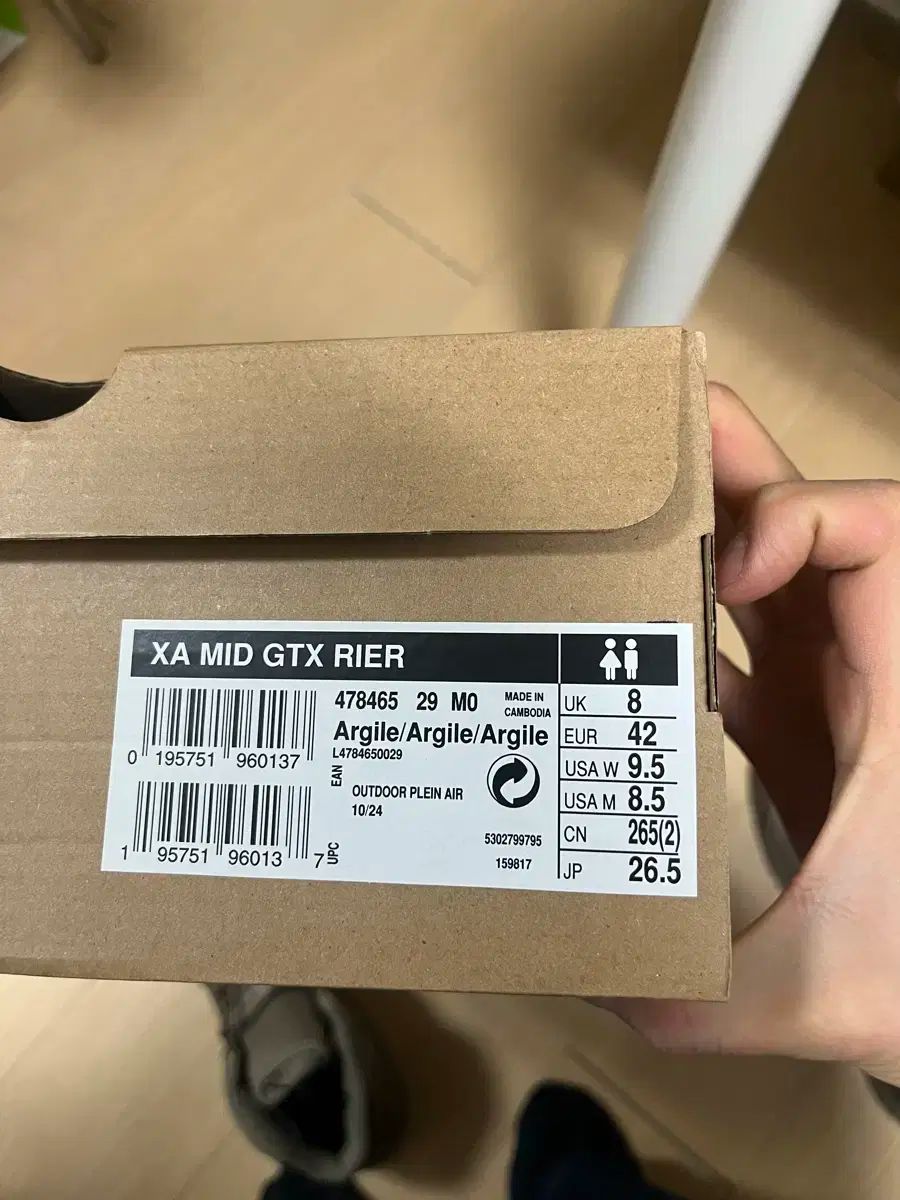 XA MID GTX RIER
478465 29 M0
MADE IN
CAMBODIA
Argile/Argile/Argile
L4784650029
0 195751 960137
EAN
OUTDOOR PLEIN AIR
10/24
1 95751 96013 7
UPC
5302799795
159817
UK 8
EUR 42
USA W 9.5
USA M 8.5
CN 265(2)
JP 26.5